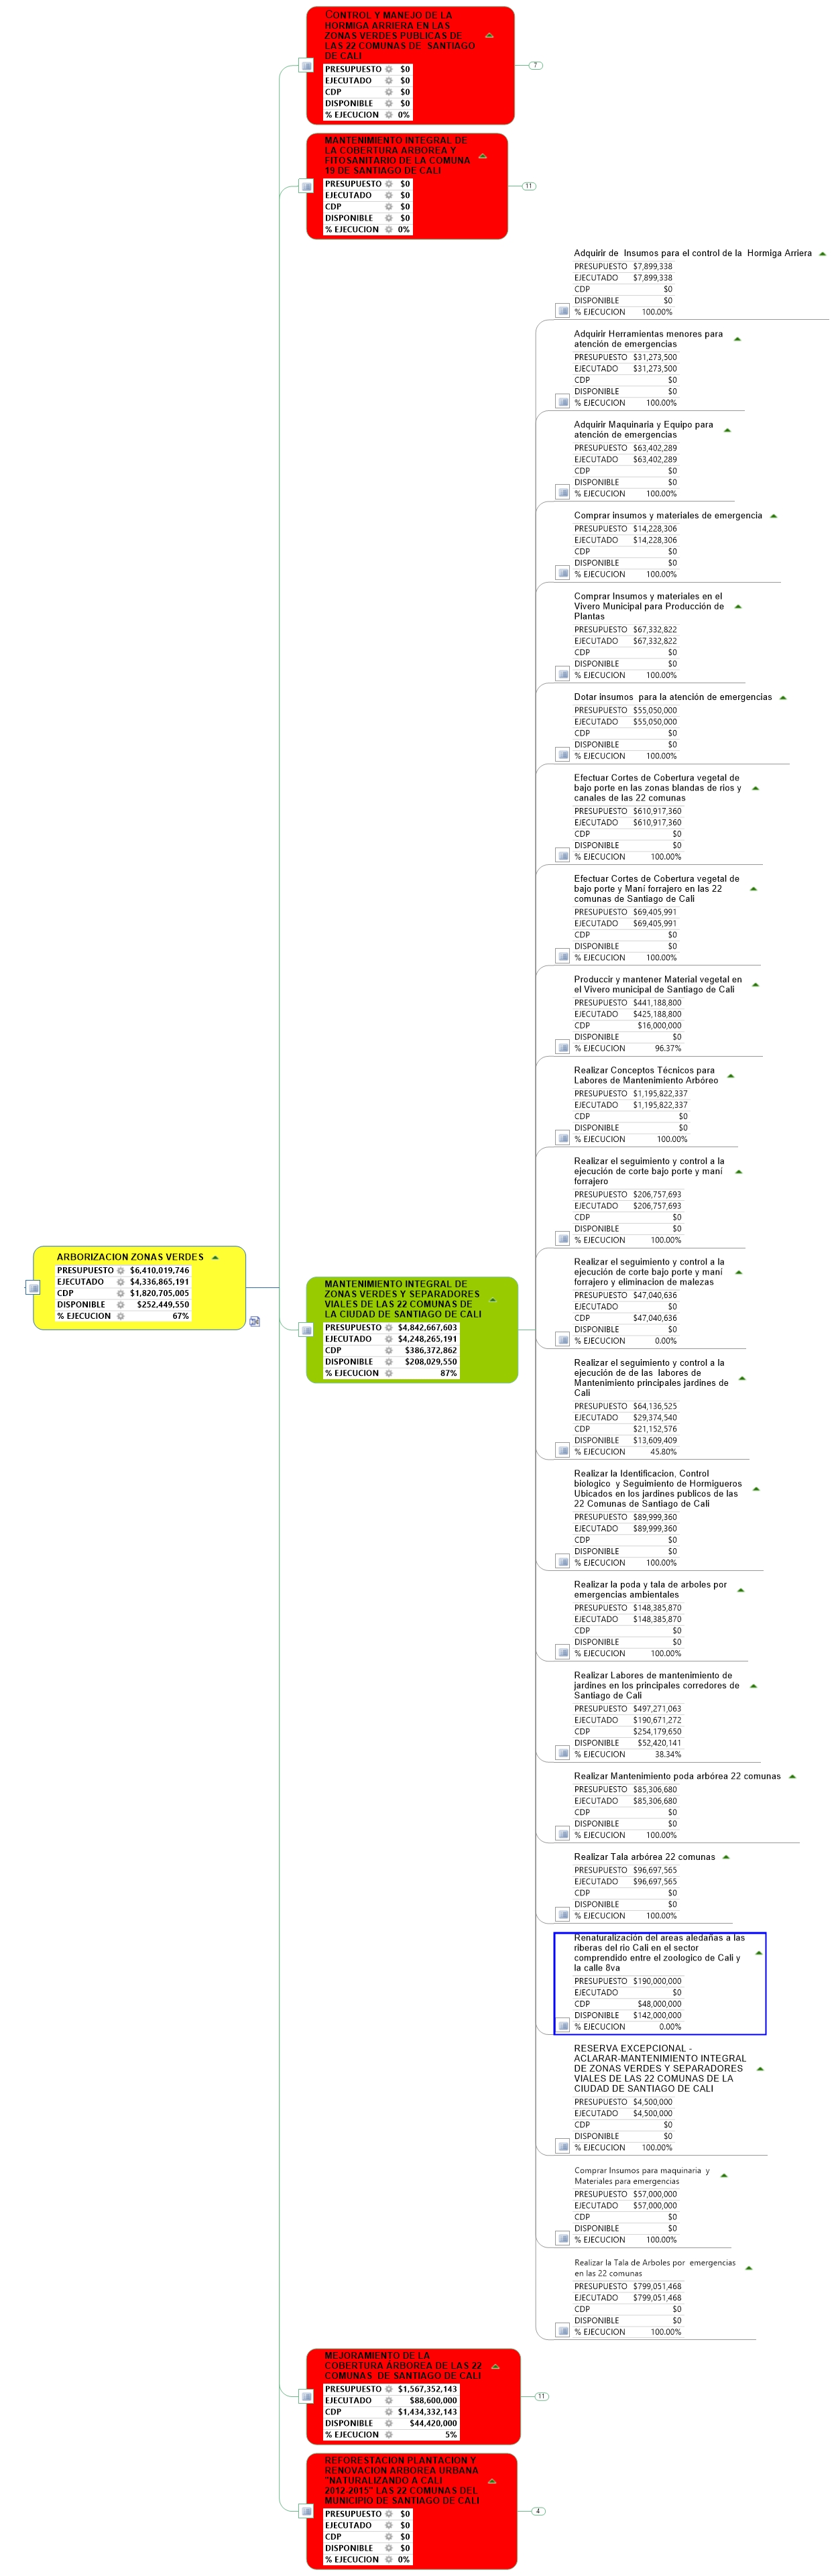 CONTROL Y MANEJO DE LA
HORMIGA ARRIERA EN LAS
ZONAS VERDES PUBLICAS DE
LAS 22 COMUNAS DE  SANTIAGO
DE CALI
PRESUPUESTO $0
EJECUTADO $0
CDP $0
DISPONIBLE $0
% EJECUCION 0%
7
MANTENIMIENTO INTEGRAL DE
LA COBERTURA ARBOREA Y
FITOSANITARIO DE LA COMUNA
19 DE SANTIAGO DE CALI
PRESUPUESTO $0
EJECUTADO $0
CDP $0
DISPONIBLE $0
% EJECUCION 0%
11
Adquirir de  Insumos para el control de la  Hormiga Arriera
PRESUPUESTO $7,899,338
EJECUTADO $7,899,338
CDP $0
DISPONIBLE $0
% EJECUCION 100.00%
Adquirir Herramientas menores para
atención de emergencias
PRESUPUESTO $31,273,500
EJECUTADO $31,273,500
CDP $0
DISPONIBLE $0
% EJECUCION 100.00%
Adquirir Maquinaria y Equipo para
atención de emergencias
PRESUPUESTO $63,402,289
EJECUTADO $63,402,289
CDP $0
DISPONIBLE $0
% EJECUCION 100.00%
Comprar insumos y materiales de emergencia
PRESUPUESTO $14,228,306
EJECUTADO $14,228,306
CDP $0
DISPONIBLE $0
% EJECUCION 100.00%
Comprar Insumos y materiales en el
Vivero Municipal para Producción de
Plantas
PRESUPUESTO $67,332,822
EJECUTADO $67,332,822
CDP $0
DISPONIBLE $0
% EJECUCION 100.00%
Dotar insumos  para la atención de emergencias
PRESUPUESTO $55,050,000
EJECUTADO $55,050,000
CDP $0
DISPONIBLE $0
% EJECUCION 100.00%
Efectuar Cortes de Cobertura vegetal de
bajo porte en las zonas blandas de rios y
canales de las 22 comunas
PRESUPUESTO $610,917,360
EJECUTADO $610,917,360
CDP $0
DISPONIBLE $0
% EJECUCION 100.00%
Efectuar Cortes de Cobertura vegetal de
bajo porte y Maní forrajero en las 22
comunas de Santiago de Cali
PRESUPUESTO $69,405,991
EJECUTADO $69,405,991
CDP $0
DISPONIBLE $0
% EJECUCION 100.00%
Produccir y mantener Material vegetal en
el Vivero municipal de Santiago de Cali
PRESUPUESTO $441,188,800
EJECUTADO $425,188,800
CDP $16,000,000
DISPONIBLE $0
% EJECUCION 96.37%
Realizar Conceptos Técnicos para
Labores de Mantenimiento Arbóreo
PRESUPUESTO $1,195,822,337
EJECUTADO $1,195,822,337
CDP $0
DISPONIBLE $0
% EJECUCION 100.00%
Realizar el seguimiento y control a la
ejecución de corte bajo porte y maní
forrajero
PRESUPUESTO $206,757,693
EJECUTADO $206,757,693
CDP $0
DISPONIBLE $0
% EJECUCION 100.00%
ARBORIZACION ZONAS VERDES
PRESUPUESTO $6,410,019,746
EJECUTADO $4,336,865,191
CDP $1,820,705,005
DISPONIBLE $252,449,550
% EJECUCION 67%
MANTENIMIENTO INTEGRAL DE
ZONAS VERDES Y SEPARADORES
VIALES DE LAS 22 COMUNAS DE
LA CIUDAD DE SANTIAGO DE CALI
PRESUPUESTO $4,842,667,603
EJECUTADO $4,248,265,191
CDP $386,372,862
DISPONIBLE $208,029,550
% EJECUCION 87%
Realizar el seguimiento y control a la
ejecución de corte bajo porte y maní
forrajero y eliminacion de malezas
PRESUPUESTO $47,040,636
EJECUTADO $0
CDP $47,040,636
DISPONIBLE $0
% EJECUCION 0.00%
Realizar el seguimiento y control a la
ejecución de de las  labores de
Mantenimiento principales jardines de
Cali
PRESUPUESTO $64,136,525
EJECUTADO $29,374,540
CDP $21,152,576
DISPONIBLE $13,609,409
% EJECUCION 45.80%
Realizar la Identificacion, Control
biologico  y Seguimiento de Hormigueros
Ubicados en los jardines publicos de las
22 Comunas de Santiago de Cali
PRESUPUESTO $89,999,360
EJECUTADO $89,999,360
CDP $0
DISPONIBLE $0
% EJECUCION 100.00%
Realizar la poda y tala de arboles por
emergencias ambientales
PRESUPUESTO $148,385,870
EJECUTADO $148,385,870
CDP $0
DISPONIBLE $0
% EJECUCION 100.00%
Realizar Labores de mantenimiento de
jardines en los principales corredores de
Santiago de Cali
PRESUPUESTO $497,271,063
EJECUTADO $190,671,272
CDP $254,179,650
DISPONIBLE $52,420,141
% EJECUCION 38.34%
Realizar Mantenimiento poda arbórea 22 comunas
PRESUPUESTO $85,306,680
EJECUTADO $85,306,680
CDP $0
DISPONIBLE $0
% EJECUCION 100.00%
Realizar Tala arbórea 22 comunas
PRESUPUESTO $96,697,565
EJECUTADO $96,697,565
CDP $0
DISPONIBLE $0
% EJECUCION 100.00%
Renaturalización del areas aledañas a las
riberas del rio Cali en el sector
comprendido entre el zoologico de Cali y
la calle 8va
PRESUPUESTO $190,000,000
EJECUTADO $0
CDP $48,000,000
DISPONIBLE $142,000,000
% EJECUCION 0.00%
RESERVA EXCEPCIONAL -
ACLARAR-MANTENIMIENTO INTEGRAL
DE ZONAS VERDES Y SEPARADORES
VIALES DE LAS 22 COMUNAS DE LA
CIUDAD DE SANTIAGO DE CALI
PRESUPUESTO $4,500,000
EJECUTADO $4,500,000
CDP $0
DISPONIBLE $0
% EJECUCION 100.00%
Comprar Insumos para maquinaria  y
Materiales para emergencias
PRESUPUESTO $57,000,000
EJECUTADO $57,000,000
CDP $0
DISPONIBLE $0
% EJECUCION 100.00%
Realizar la Tala de Arboles por  emergencias
en las 22 comunas
PRESUPUESTO $799,051,468
EJECUTADO $799,051,468
CDP $0
DISPONIBLE $0
% EJECUCION 100.00%
MEJORAMIENTO DE LA
COBERTURA ARBOREA DE LAS 22
COMUNAS  DE SANTIAGO DE CALI
PRESUPUESTO $1,567,352,143
EJECUTADO $88,600,000
CDP $1,434,332,143
DISPONIBLE $44,420,000
% EJECUCION 5%
11
REFORESTACION PLANTACION Y
RENOVACION ARBOREA URBANA
"NATURALIZANDO A CALI
2012-2015" LAS 22 COMUNAS DEL
MUNICIPIO DE SANTIAGO DE CALI
PRESUPUESTO $0
EJECUTADO $0
CDP $0
DISPONIBLE $0
% EJECUCION 0%
4